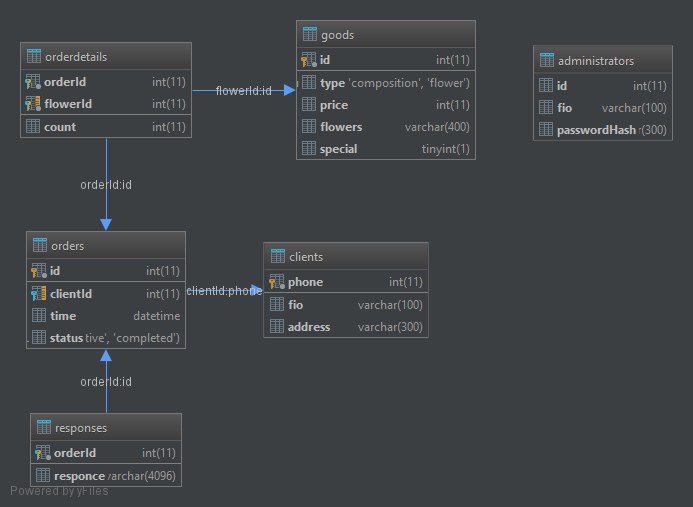 orderdetails
orderId int(11)
flowerId int(11)
count int(11)
flowerId:id
goods
id int(11)
type 'composition', 'flower')
price int(11)
flowers varchar(400)
special tinyint(1)
administrators
id int(11)
fio varchar(100)
passwordHash (300)
orderId:id
orders
id int(11)
clientId int(11)
time datetime
status tive', 'completed')
clientId:phone
clients
phone int(11)
fio varchar(100)
address varchar(300)
orderId:id
responses
orderId int(11)
responce varchar(4096)
Powered by yFiles